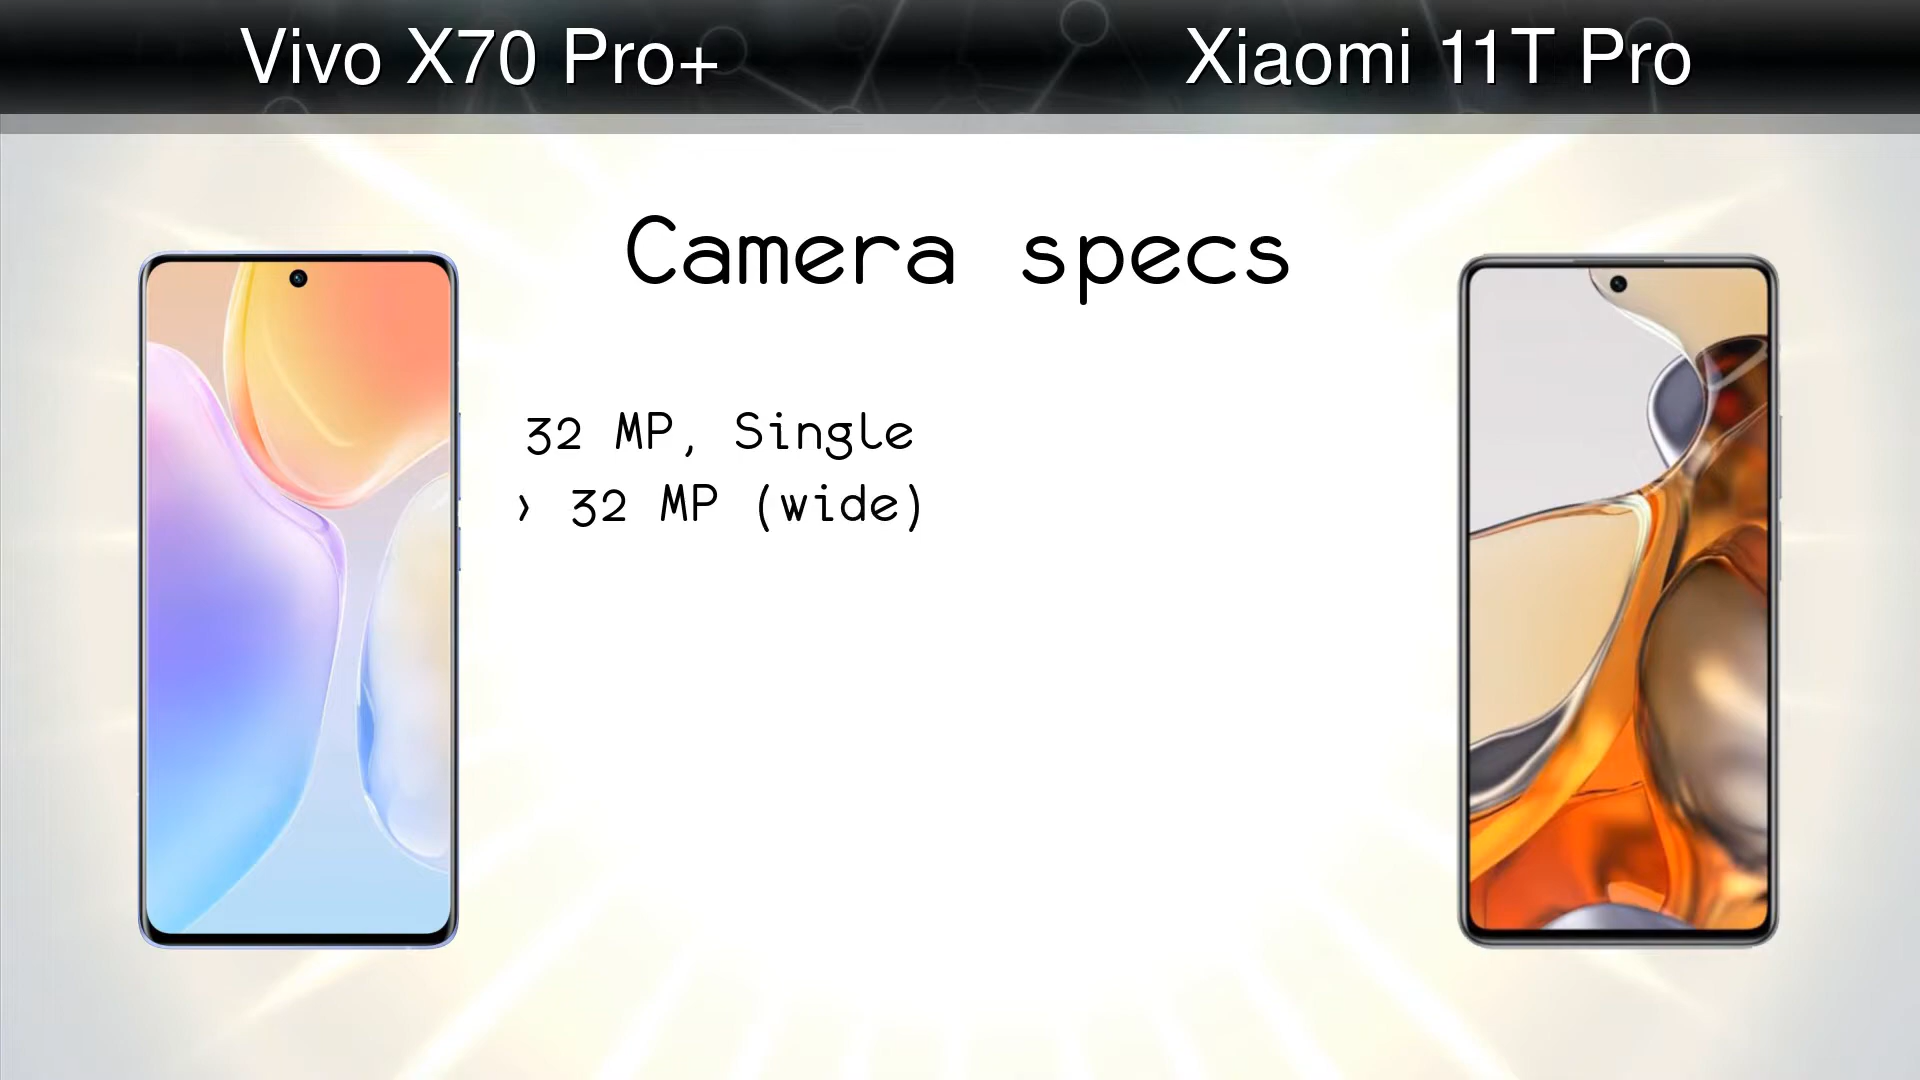 Vivo X70 Pro+
Xiaomi 11T Pro
Camera specs
32 MP, Single
› 32 MP (wide)